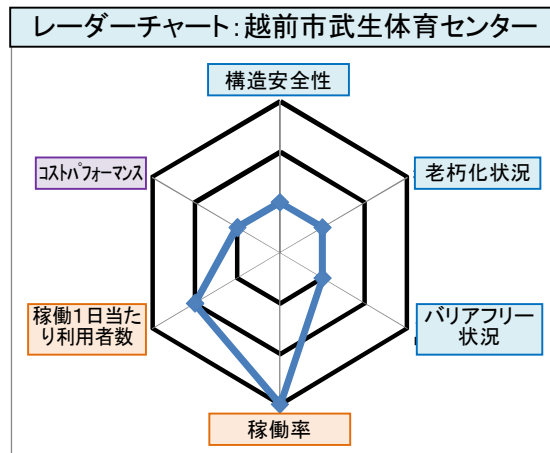 レーダーチャート：越前市武生体育センター
構造安全性
コストパフォーマンス
老朽化状況
稼働１日当た
り利用者数
バリアフリー
状況
稼働率